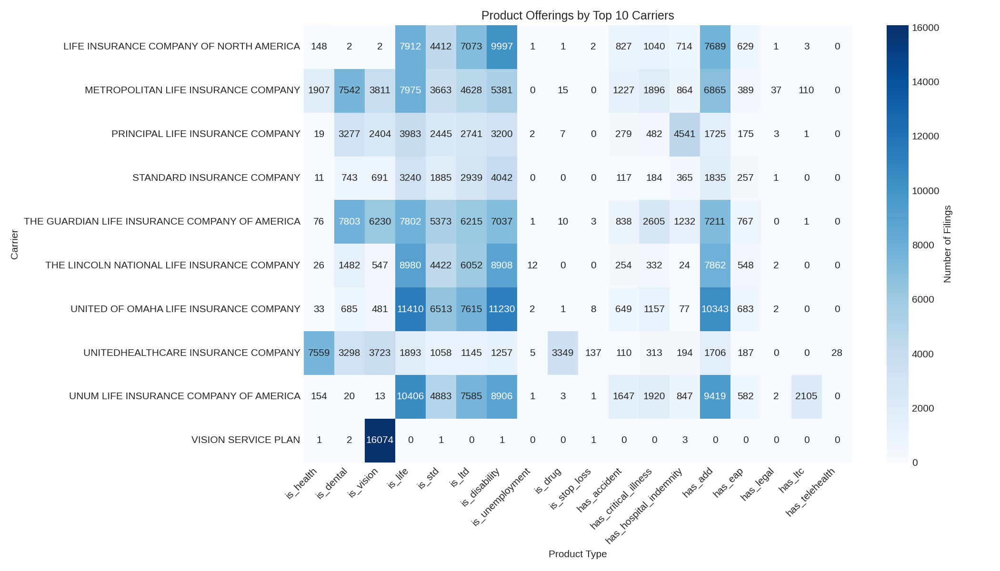 Product Offerings by Top 10 Carriers
LIFE INSURANCE COMPANY OF NORTH AMERICA 148 2 2 7912 4412 7073 9997 1 1 2 827 1040 714 7689 629 1 3 0
METROPOLITAN LIFE INSURANCE COMPANY 1907 7542 3811 7975 3663 4628 5381 0 15 0 1227 1896 864 6865 389 37 110 0
PRINCIPAL LIFE INSURANCE COMPANY 19 3277 2404 3983 2445 2741 3200 2 7 0 279 482 4541 1725 175 3 1 0
STANDARD INSURANCE COMPANY 11 743 691 3240 1885 2939 4042 0 0 0 117 184 365 1835 257 1 0 0
THE GUARDIAN LIFE INSURANCE COMPANY OF AMERICA 76 7803 6230 7802 5373 6215 7037 1 10 3 838 2605 1232 7211 767 0 1 0
THE LINCOLN NATIONAL LIFE INSURANCE COMPANY 26 1482 547 8980 4422 6052 8908 12 0 0 254 332 24 7862 548 2 0 0
UNITED OF OMAHA LIFE INSURANCE COMPANY 33 685 481 11410 6513 7615 11230 2 1 8 649 1157 77 10343 683 2 0 0
UNITEDHEALTHCARE INSURANCE COMPANY 7559 3298 3723 1893 1058 1145 1257 5 3349 137 110 313 194 1706 187 0 0 28
UNUM LIFE INSURANCE COMPANY OF AMERICA 154 20 13 10406 4883 7585 8906 1 3 1 1647 1920 847 9419 582 2 2105 0
VISION SERVICE PLAN 1 2 16074 0 1 0 1 0 0 1 0 0 3 0 0 0 0 0
Carrier
is_health
is_dental
is_vision
is_life
is_std
is_ltd
is_disability
is_unemployment
is_drug
is_stop_loss
has_accident
has_critical_illness
has_hospital_indemnity
has_add
has_eap
has_legal
has_ltc
has_telehealth
Product Type
16000
14000
12000
10000
8000
6000
4000
2000
0
Number of Filings